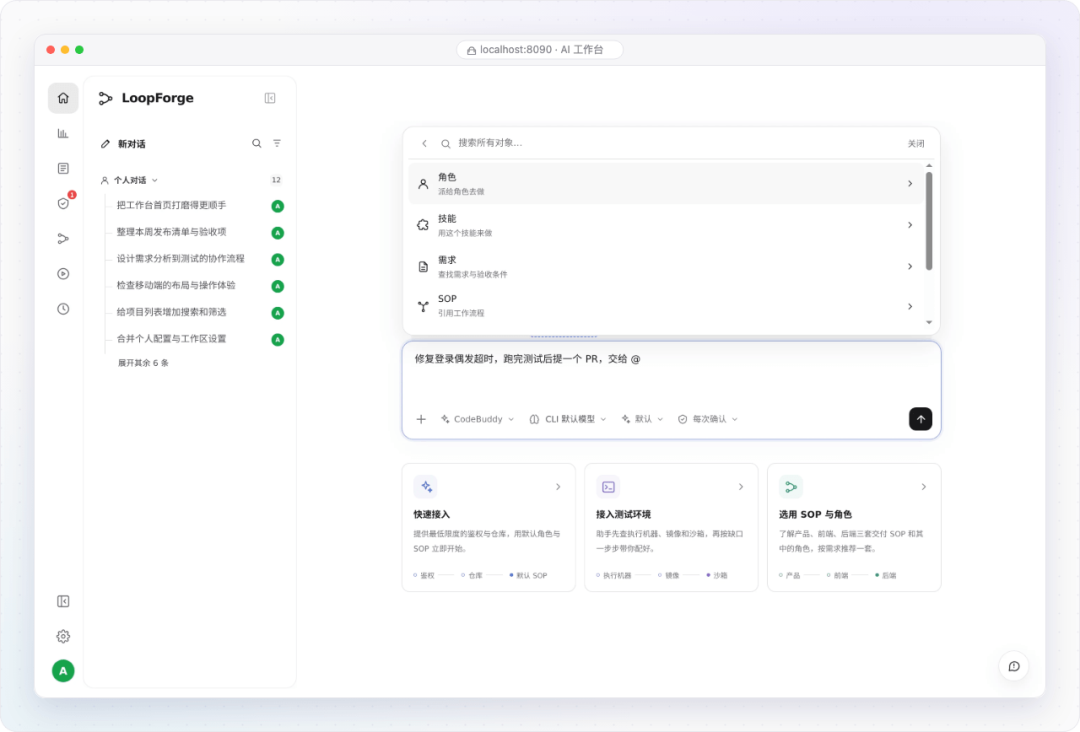 localhost:8090 · AI 工作台
LoopForge
新对话
个人对话
12
把工作台首页打磨得更顺手
A
整理本周发布清单与验收项
A
设计需求分析到测试的协作流程
A
检查移动端的布局与操作体验
A
给项目列表增加搜索和筛选
A
合并个人配置与工作区设置
A
展开其余 6 条
1
A
搜索所有对象...
关闭
角色
派给角色去做
技能
用这个技能来做
需求
查找需求与验收条件
SOP
引用工作流程
修复登录偶发超时，跑完测试后提一个 PR，交给 @
CodeBuddy
CLI 默认模型
默认
每次确认
快速接入
提供最低限度的鉴权与仓库，用默认角色与
SOP 立即开始。
鉴权
仓库
默认 SOP
接入测试环境
助手先查执行机器、镜像和沙箱，再按缺口
一步步带你配好。
执行机器
镜像
沙箱
选用 SOP 与角色
了解产品、前端、后端三套交付 SOP 和其
中的角色，按需求推荐一套。
产品
前端
后端